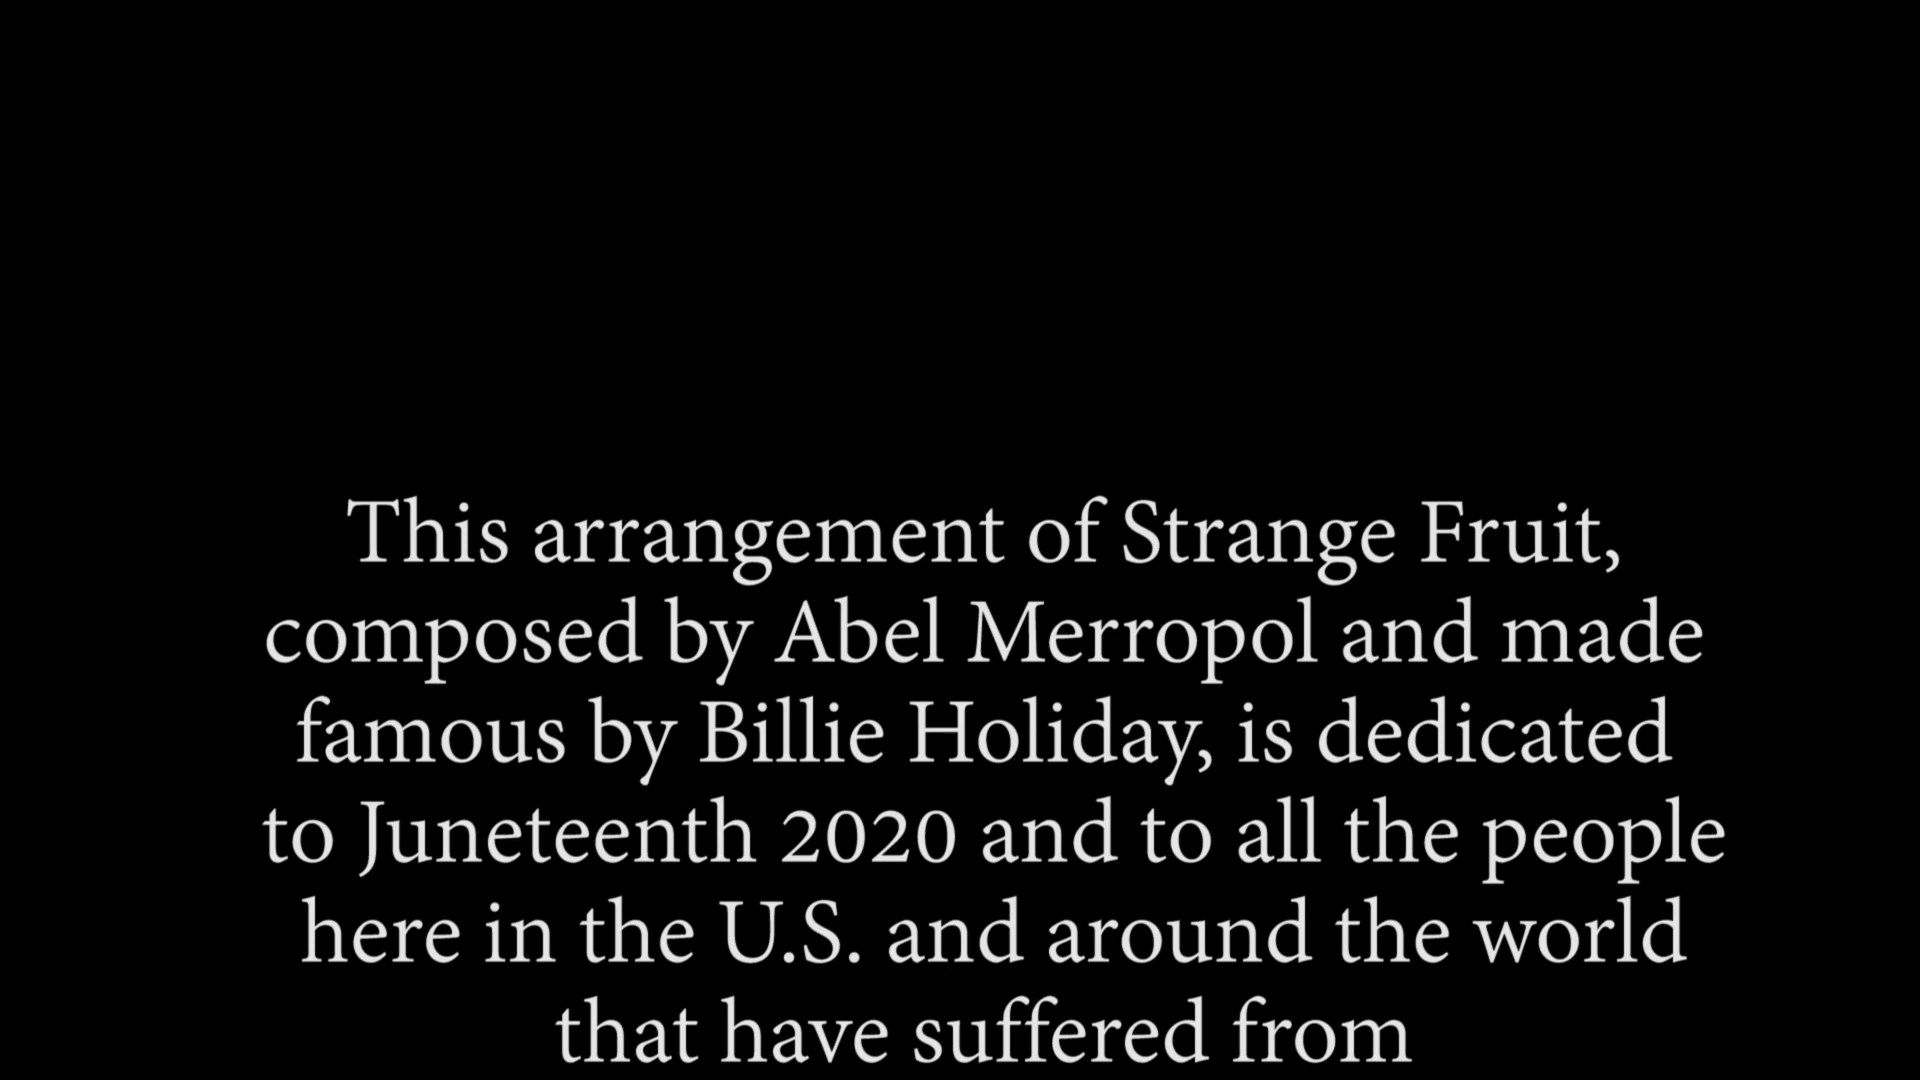 This arrangement of Strange Fruit,
composed by Abel Merropol and made
famous by Billie Holiday, is dedicated
to Juneteenth 2020 and to all the people
here in the U.S. and around the world
that have suffered from